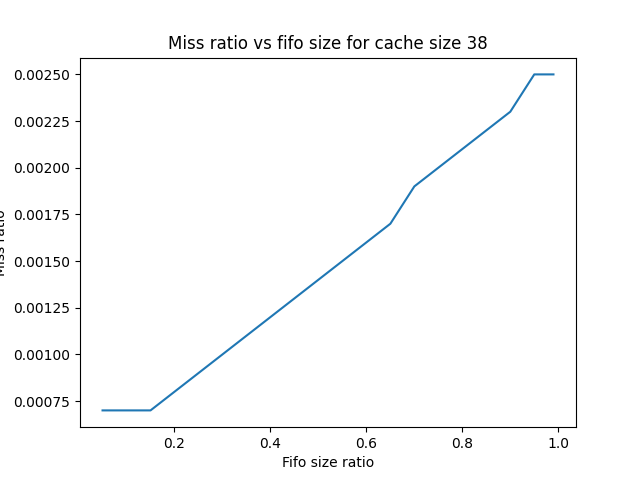 Miss ratio vs fifo size for cache size 38
0.00250
0.00225
0.00200
0.00175
0.00150
0.00125
0.00100
0.00075
Miss ratio
0.2 0.4 0.6 0.8 1.0
Fifo size ratio